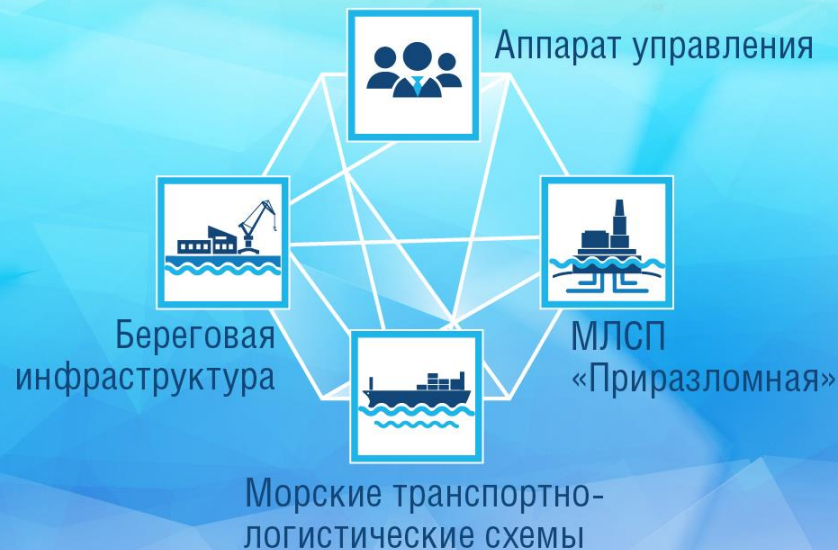 Аппарат управления
Береговая
инфраструктура
МЛСП
«Приразломная»
Морские транспортно-
логистические схемы